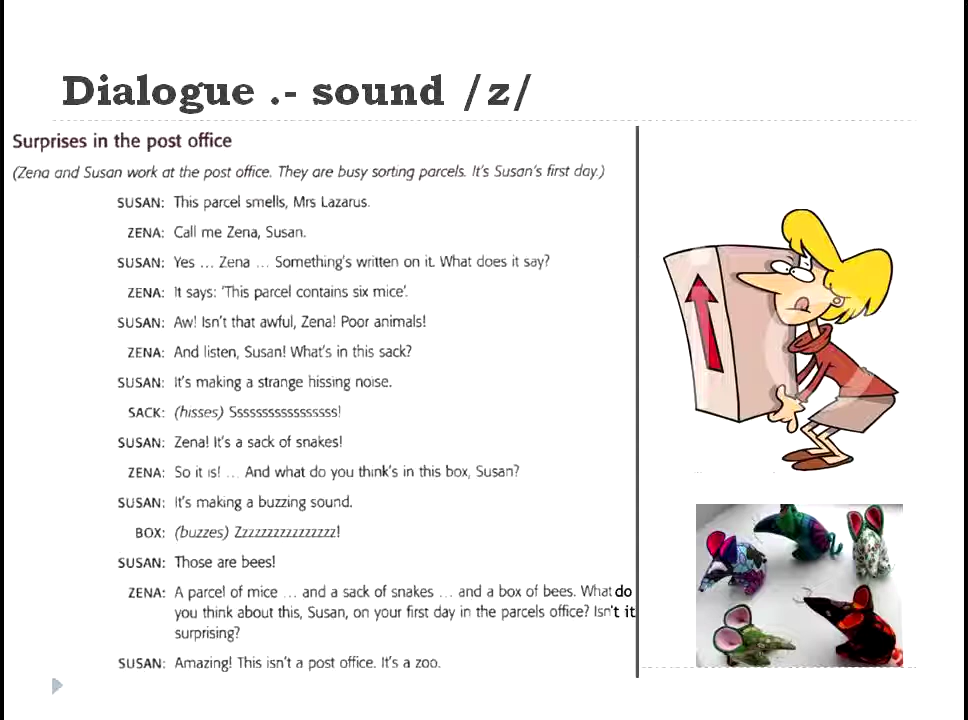 Dialogue .- sound /z/
Surprises in the post office
(Zena and Susan work at the post office. They are busy sorting parcels. It's Susan's first day.)
SUSAN: This parcel smells, Mrs Lazarus.
ZENA: Call me Zena, Susan.
SUSAN: Yes ... Zena ... Something's written on it. What does it say?
ZENA: It says: 'This parcel contains six mice'.
SUSAN: Aw! Isn't that awful, Zena! Poor animals!
ZENA: And listen, Susan! What's in this sack?
SUSAN: It's making a strange hissing noise.
SACK: (hisses) Ssssssssssssssssss!
SUSAN: Zena! It's a sack of snakes!
ZENA: So it is! ... And what do you think's in this box, Susan?
SUSAN: It's making a buzzing sound.
BOX: (buzzes) Zzzzzzzzzzzzzzzz!
SUSAN: Those are bees!
ZENA: A parcel of mice ... and a sack of snakes ... and a box of bees. What do
you think about this, Susan, on your first day in the parcels office? Isn't it
surprising?
SUSAN: Amazing! This isn't a post office. It's a zoo.